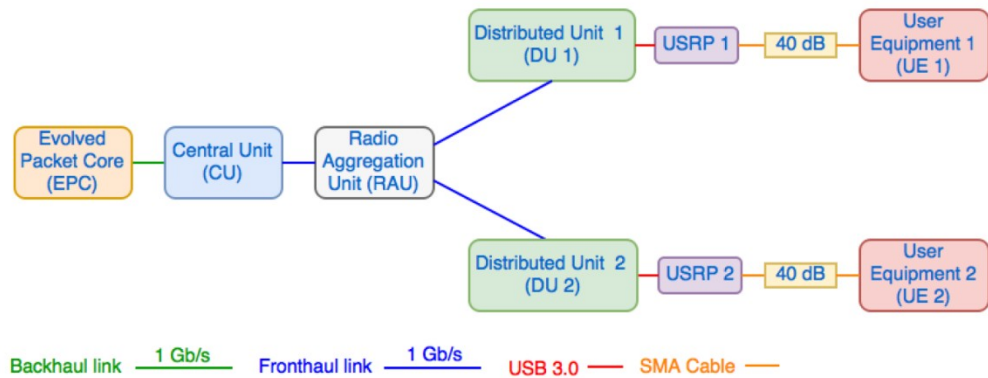 Distributed Unit 1
(DU 1)
USRP 1
40 dB
User
Equipment 1
(UE 1)
Evolved
Packet Core
(EPC)
Central Unit
(CU)
Radio
Aggregation
Unit (RAU)
Distributed Unit 2
(DU 2)
USRP 2
40 dB
User
Equipment 2
(UE 2)
Backhaul link 1 Gb/s Fronthaul link 1 Gb/s USB 3.0 SMA Cable